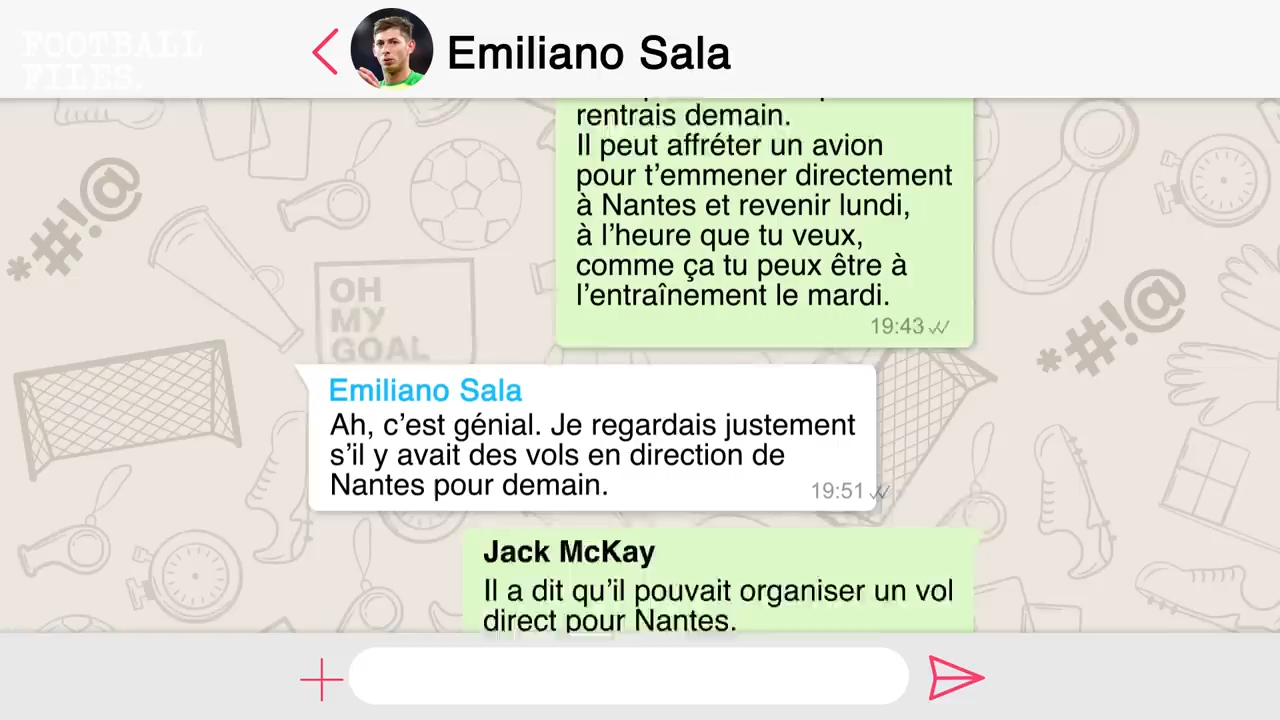 FOOTBALL
FILES.
Emiliano Sala
rentrais demain.
Il peut affréter un avion
pour t’emmener directement
à Nantes et revenir lundi,
à l’heure que tu veux,
comme ça tu peux être à
l’entraînement le mardi.
19:43
*#!@
OH
MY
GOAL
*#!@
Emiliano Sala
Ah, c’est génial. Je regardais justement
s’il y avait des vols en direction de
Nantes pour demain.
19:51
Jack McKay
Il a dit qu’il pouvait organiser un vol
direct pour Nantes.